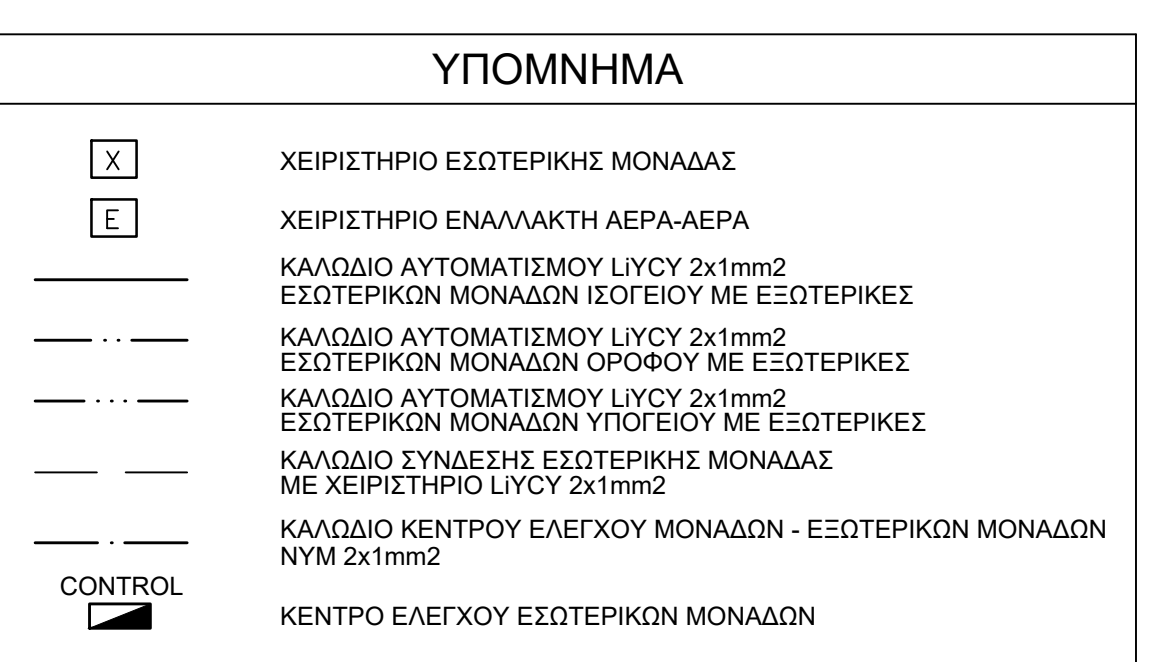 ΥΠΟΜΝΗΜΑ
X ΧΕΙΡΙΣΤΗΡΙΟ ΕΣΩΤΕΡΙΚΗΣ ΜΟΝΑΔΑΣ
E ΧΕΙΡΙΣΤΗΡΙΟ ΕΝΑΛΛΑΚΤΗ ΑΕΡΑ-ΑΕΡΑ
ΚΑΛΩΔΙΟ ΑΥΤΟΜΑΤΙΣΜΟΥ LiYCY 2x1mm2
ΕΣΩΤΕΡΙΚΩΝ ΜΟΝΑΔΩΝ ΙΣΟΓΕΙΟΥ ΜΕ ΕΞΩΤΕΡΙΚΕΣ
ΚΑΛΩΔΙΟ ΑΥΤΟΜΑΤΙΣΜΟΥ LiYCY 2x1mm2
ΕΣΩΤΕΡΙΚΩΝ ΜΟΝΑΔΩΝ ΟΡΟΦΟΥ ΜΕ ΕΞΩΤΕΡΙΚΕΣ
ΚΑΛΩΔΙΟ ΑΥΤΟΜΑΤΙΣΜΟΥ LiYCY 2x1mm2
ΕΣΩΤΕΡΙΚΩΝ ΜΟΝΑΔΩΝ ΥΠΟΓΕΙΟΥ ΜΕ ΕΞΩΤΕΡΙΚΕΣ
ΚΑΛΩΔΙΟ ΣΥΝΔΕΣΗΣ ΕΣΩΤΕΡΙΚΗΣ ΜΟΝΑΔΑΣ
ΜΕ ΧΕΙΡΙΣΤΗΡΙΟ LiYCY 2x1mm2
ΚΑΛΩΔΙΟ ΚΕΝΤΡΟΥ ΕΛΕΓΧΟΥ ΜΟΝΑΔΩΝ - ΕΞΩΤΕΡΙΚΩΝ ΜΟΝΑΔΩΝ
NYM 2x1mm2
CONTROL
ΚΕΝΤΡΟ ΕΛΕΓΧΟΥ ΕΣΩΤΕΡΙΚΩΝ ΜΟΝΑΔΩΝ